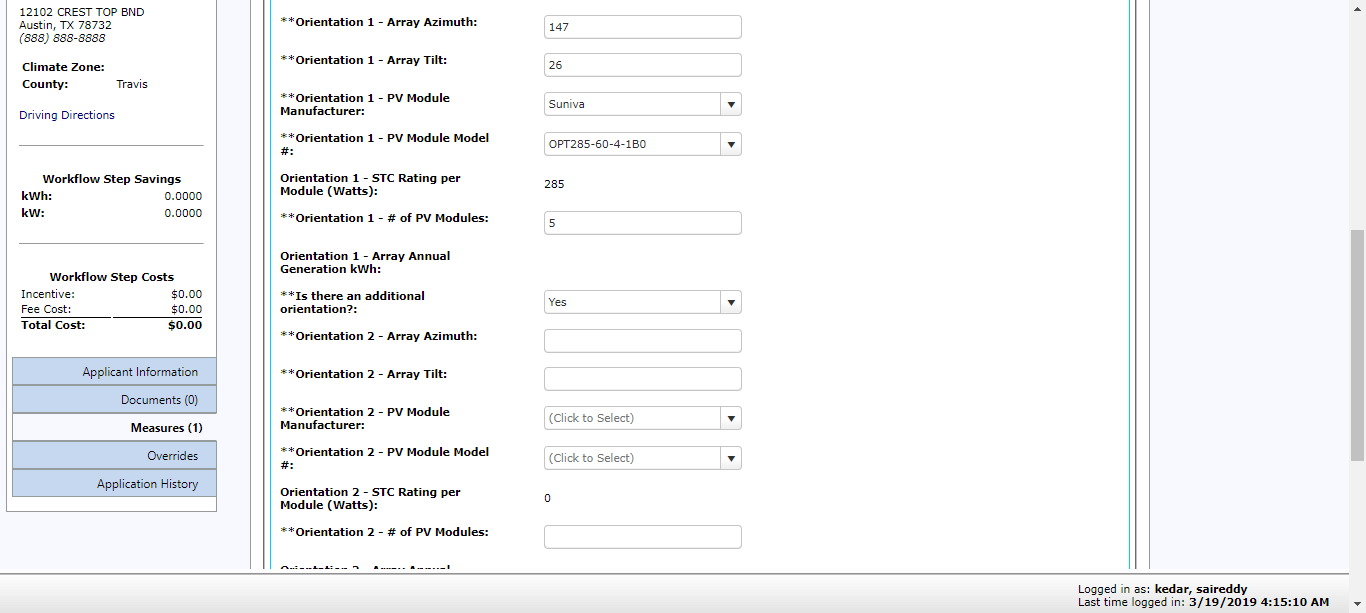 12102 CREST TOP BND
Austin, TX 78732
(888) 888-8888
Climate Zone:
County: Travis
Driving Directions
Workflow Step Savings
kWh: 0.0000
kW: 0.0000
Workflow Step Costs
Incentive: $0.00
Fee Cost: $0.00
Total Cost: $0.00
Applicant Information
Documents (0)
Measures (1)
Overrides
Application History
**Orientation 1 - Array Azimuth: 147
**Orientation 1 - Array Tilt: 26
**Orientation 1 - PV Module
Manufacturer: Suniva
**Orientation 1 - PV Module Model
#: OPT285-60-4-1B0
Orientation 1 - STC Rating per
Module (Watts): 285
**Orientation 1 - # of PV Modules: 5
Orientation 1 - Array Annual
Generation kWh:
**Is there an additional
orientation?: Yes
**Orientation 2 - Array Azimuth:
**Orientation 2 - Array Tilt:
**Orientation 2 - PV Module
Manufacturer: (Click to Select)
**Orientation 2 - PV Module Model
#: (Click to Select)
Orientation 2 - STC Rating per
Module (Watts): 0
**Orientation 2 - # of PV Modules:
Orientation 2 - Array Annual
Logged in as: kedar, saireddy
Last time logged in: 3/19/2019 4:15:10 AM